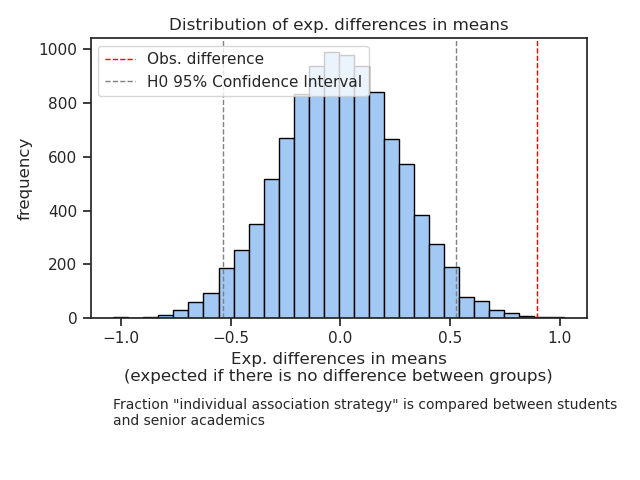 Distribution of exp. differences in means
Obs. difference
H0 95% Confidence Interval
frequency
1000
800
600
400
200
0
−1.0 −0.5 0.0 0.5 1.0
Exp. differences in means
(expected if there is no difference between groups)
Fraction "individual association strategy" is compared between students
and senior academics